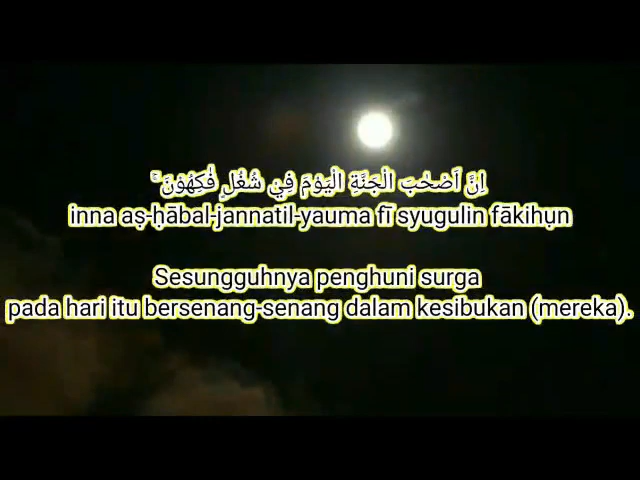 اِنَّ اَصْحٰبَ الْجَنَّةِ الْيَوْمَ فِيْ شُغُلٍ فٰكِهُوْنَ ۚ
inna aṣ-ḥābal-jannatil-yauma fī syugulin fākihụn
Sesungguhnya penghuni surga
pada hari itu bersenang-senang dalam kesibukan (mereka).